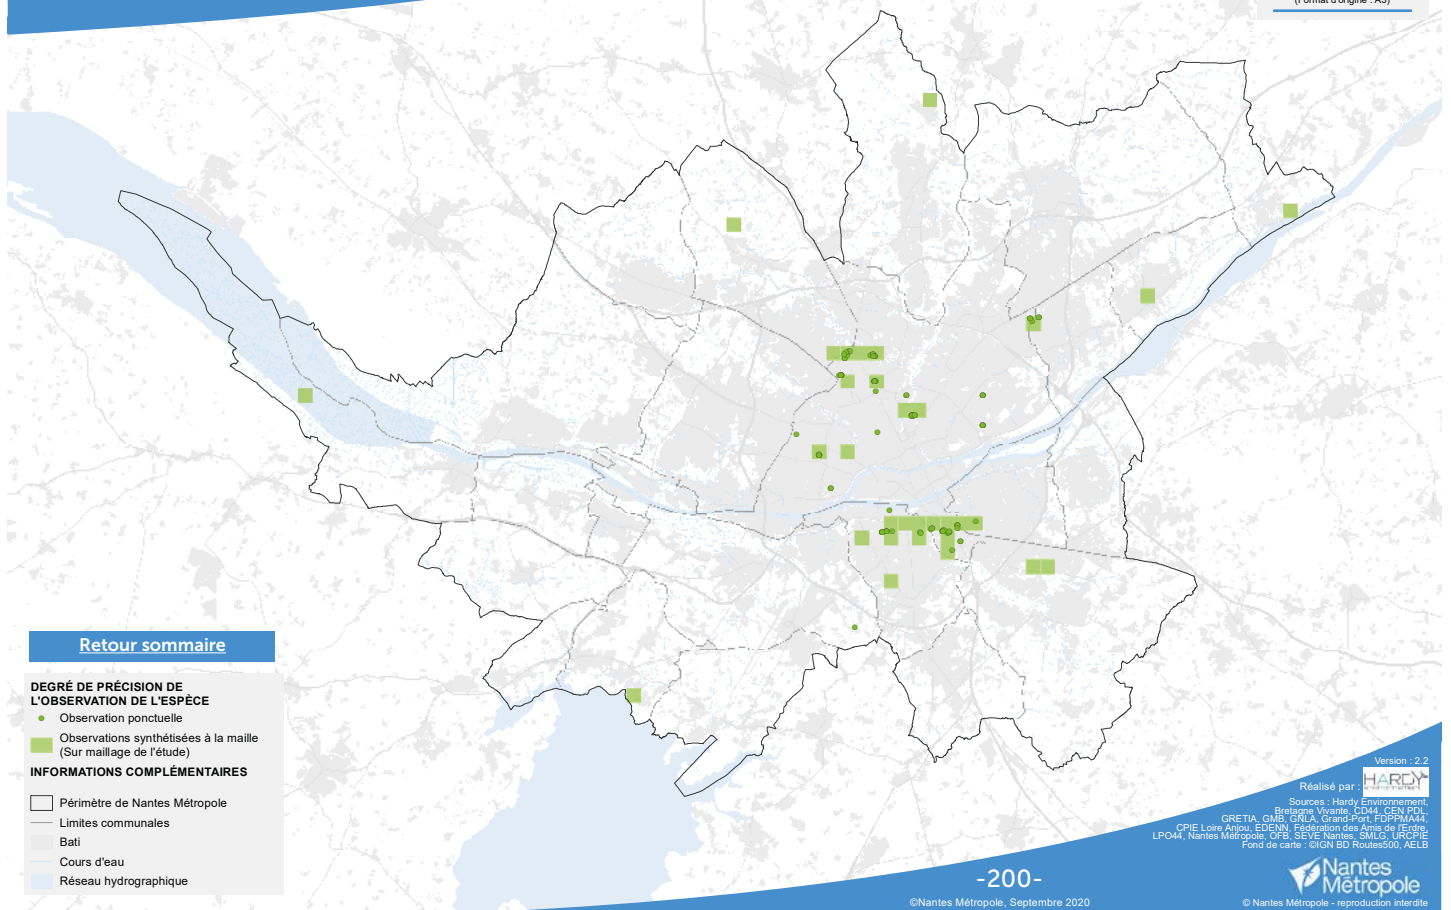 (Format d'origine : A3)
Retour sommaire
DEGRÉ DE PRÉCISION DE
L'OBSERVATION DE L'ESPÈCE
Observation ponctuelle
Observations synthétisées à la maille
(Sur maillage de l'étude)
INFORMATIONS COMPLÉMENTAIRES
Périmètre de Nantes Métropole
Limites communales
Bati
Cours d'eau
Réseau hydrographique
Version : 2.2
Réalisé par :
HARDY
environnement
Sources : Hardy Environnement,
Bretagne Vivante, CD44, CEN PDL,
GRETIA, GMB, GNLA, Grand-Port, FDPPMA44,
CPIE Loire Anjou, EDENN, Fédération des Amis de l'Erdre,
LPO44, Nantes Métropole, OFB, SEVE Nantes, SMLG, URCPIE
Fond de carte : ©IGN BD Routes500, AELB
-200-
©Nantes Métropole, Septembre 2020
Nantes
Métropole
© Nantes Métropole - reproduction interdite